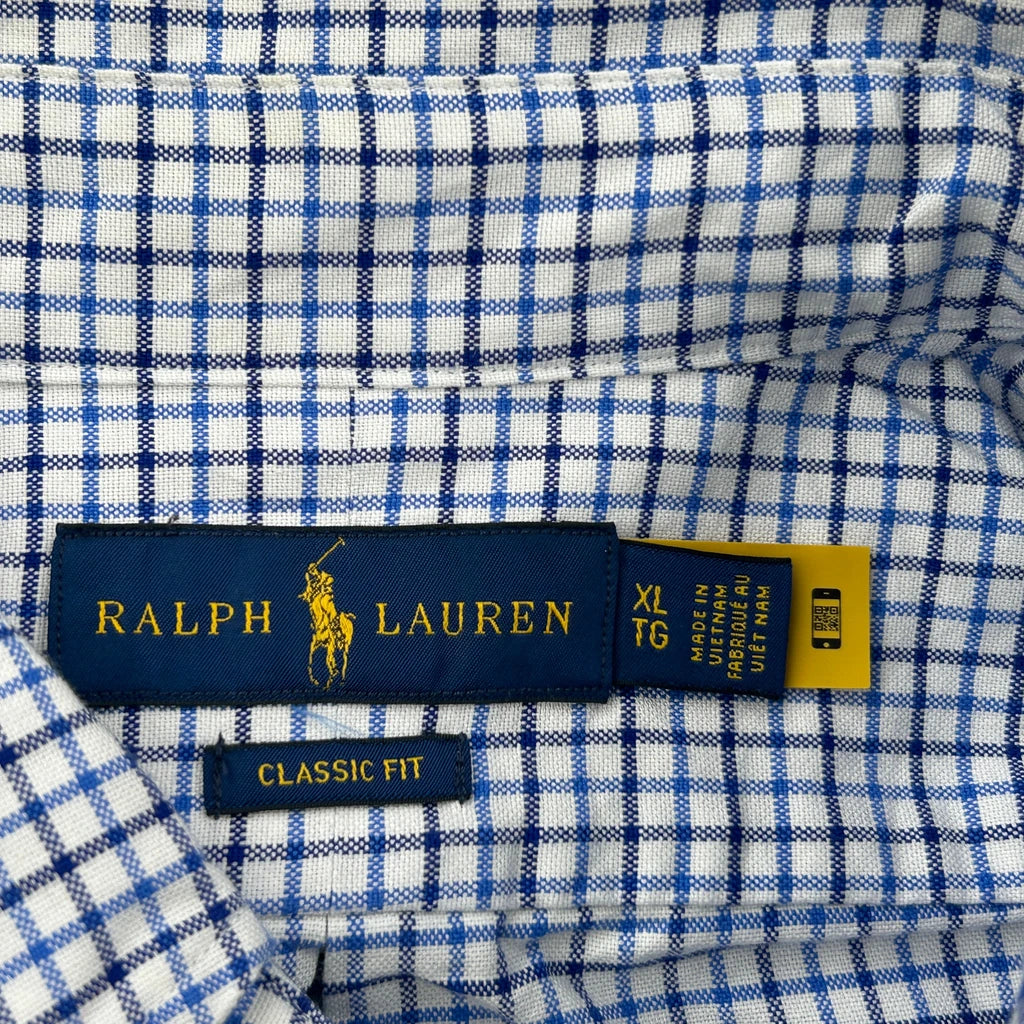 RALPH LAUREN
XL
TG
MADE IN
VIETNAM
FABRIQUÉ AU
VIÊT NAM
CLASSIC FIT